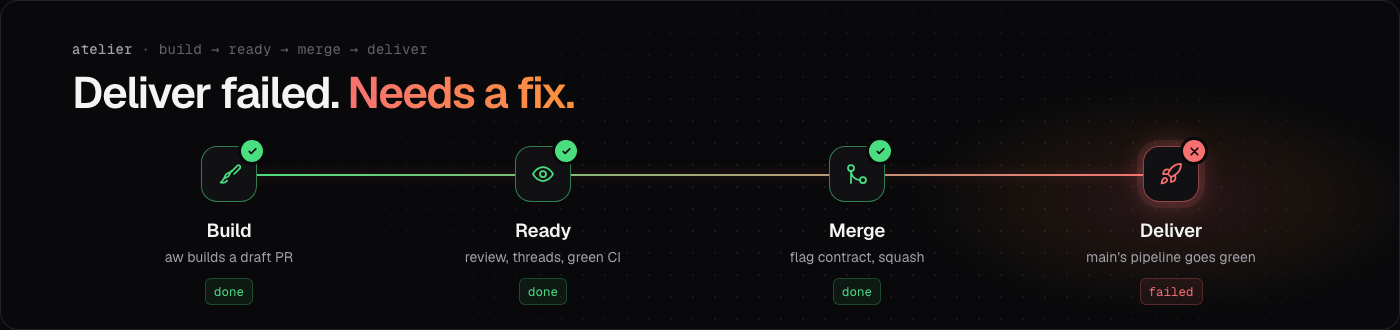 atelier · build → ready → merge → deliver
Deliver failed. Needs a fix.
Build
aw builds a draft PR
done
Ready
review, threads, green CI
done
Merge
flag contract, squash
done
Deliver
main's pipeline goes green
failed